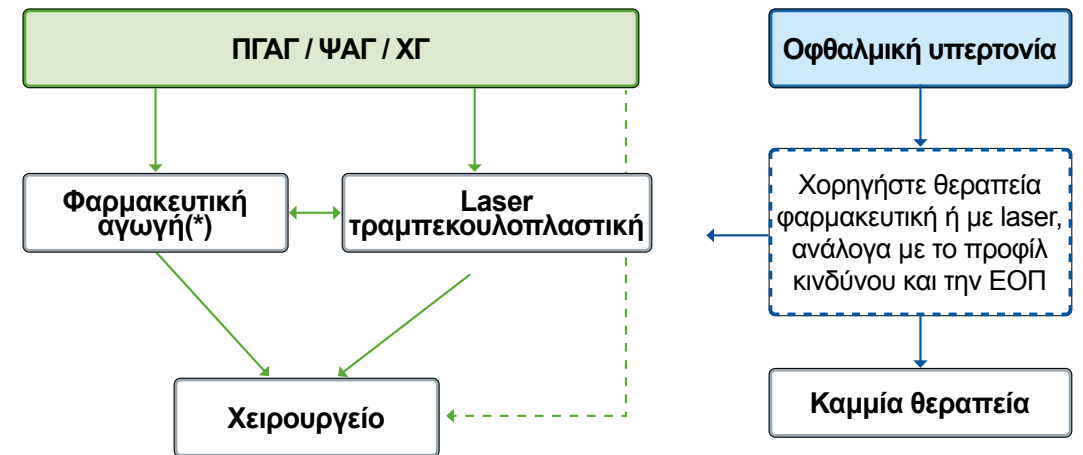 ΠΓΑΓ / ΨΑΓ / ΧΓ
Φαρμακευτική
αγωγή(*)
Laser
τραμπεκουλοπλαστική
Χειρουργείο
Οφθαλμική υπερτονία
Χορηγήστε θεραπεία
φαρμακευτική ή με laser,
ανάλογα με το προφίλ
κινδύνου και την ΕΟΠ
Καμμία θεραπεία